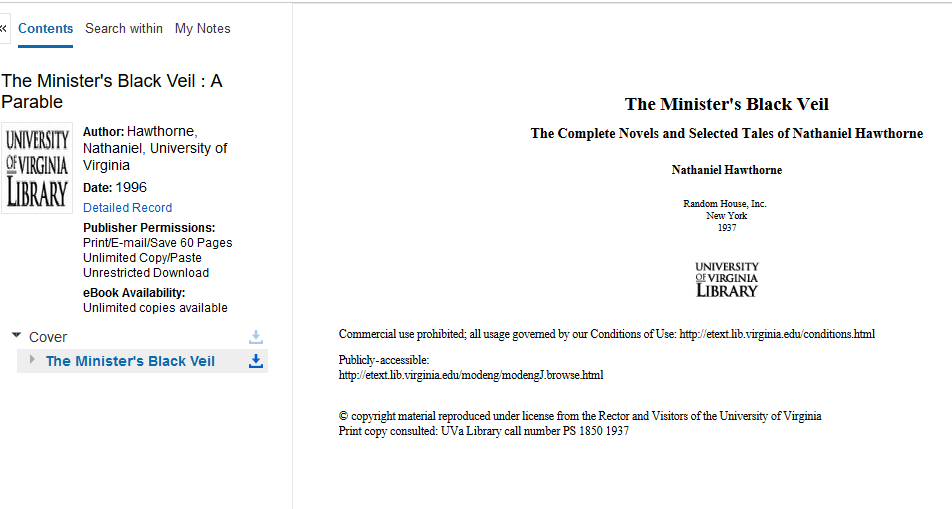 «
Contents
Search within
My Notes
The Minister's Black Veil : A
Parable
UNIVERSITY
OF VIRGINIA
LIBRARY
Author: Hawthorne,
Nathaniel, University of
Virginia
Date: 1996
Detailed Record
Publisher Permissions:
Print/E-mail/Save 60 Pages
Unlimited Copy/Paste
Unrestricted Download
eBook Availability:
Unlimited copies available
Cover
The Minister's Black Veil
The Minister's Black Veil
The Complete Novels and Selected Tales of Nathaniel Hawthorne
Nathaniel Hawthorne
Random House, Inc.
New York
1937
UNIVERSITY
OF VIRGINIA
LIBRARY
Commercial use prohibited; all usage governed by our Conditions of Use: http://etext.lib.virginia.edu/conditions.html
Publicly-accessible:
http://etext.lib.virginia.edu/modeng/modengJ.browse.html
© copyright material reproduced under license from the Rector and Visitors of the University of Virginia
Print copy consulted: UVa Library call number PS 1850 1937